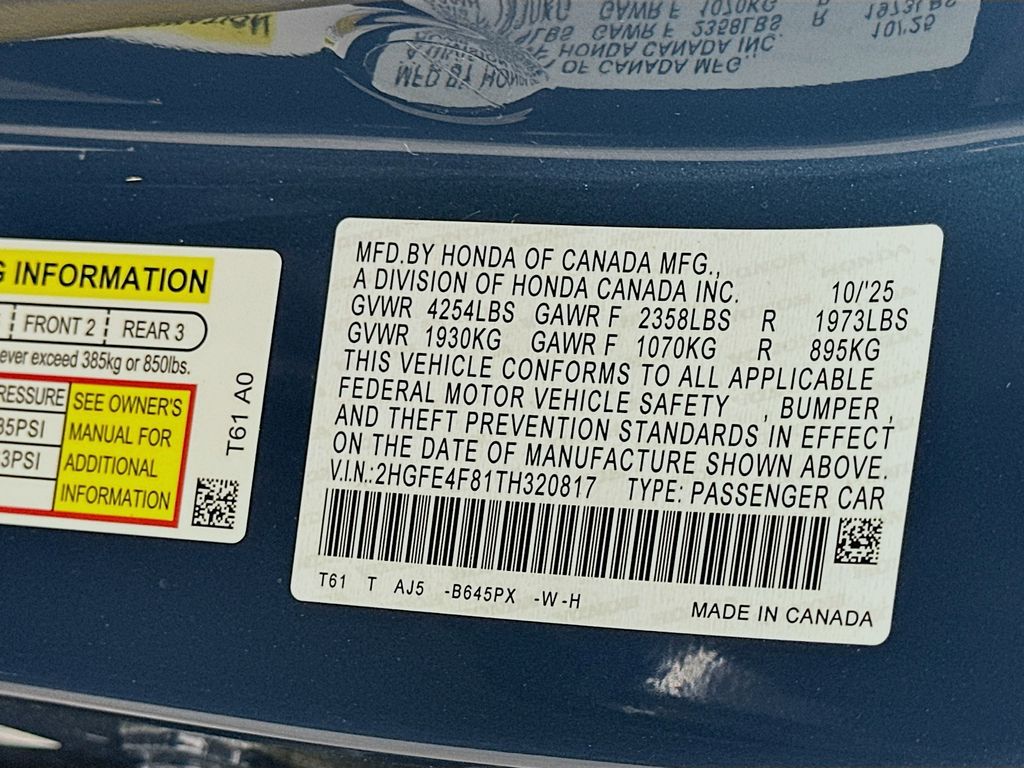 INFORMATION
FRONT 2 REAR 3
ever exceed 385kg or 850lbs.
RESSURE
35PSI
3PSI
SEE OWNER'S
MANUAL FOR
ADDITIONAL
INFORMATION
T61 A0
MFD.BY HONDA OF CANADA MFG.,
A DIVISION OF HONDA CANADA INC. 10/'25
GVWR 4254LBS GAWR F 2358LBS R 1973LBS
GVWR 1930KG GAWR F 1070KG R 895KG
THIS VEHICLE CONFORMS TO ALL APPLICABLE
FEDERAL MOTOR VEHICLE SAFETY , BUMPER ,
AND THEFT PREVENTION STANDARDS IN EFFECT
ON THE DATE OF MANUFACTURE SHOWN ABOVE.
V.I.N.:2HGFE4F81TH320817 TYPE: PASSENGER CAR
T61 T AJ5 -B645PX -W-H
MADE IN CANADA